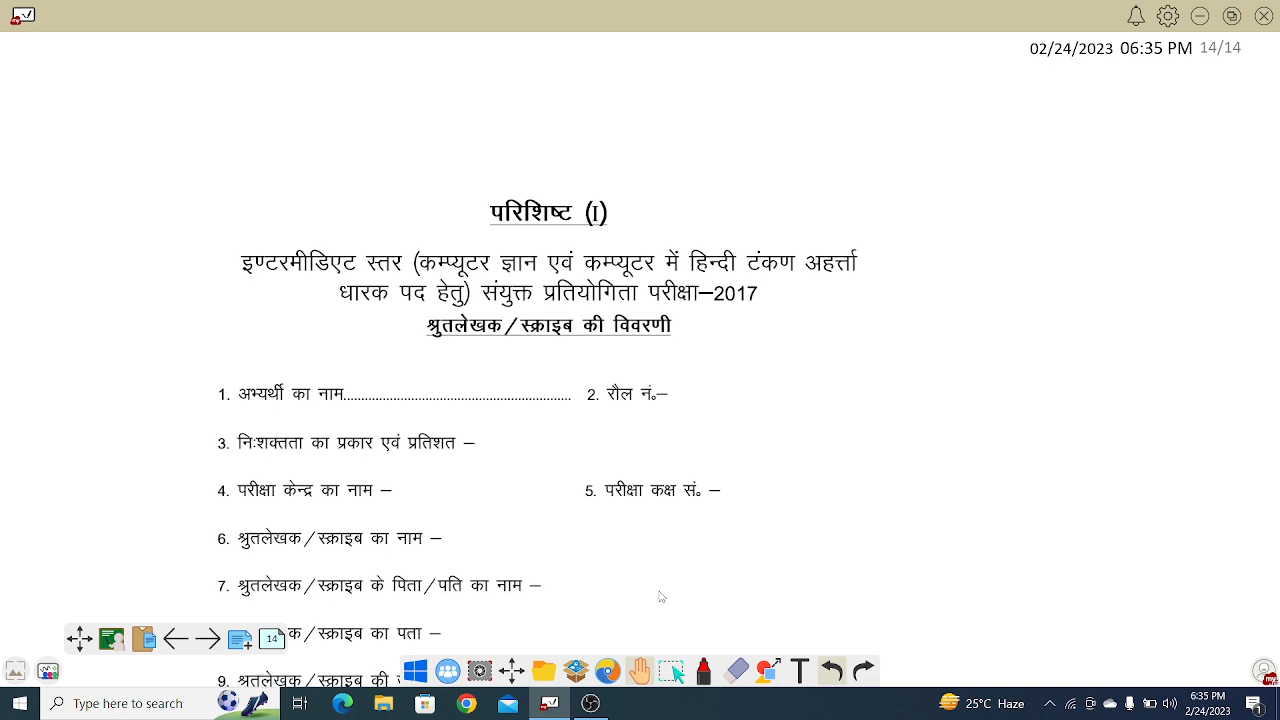 02/24/2023 06:35 PM 14/14
परिशिष्ट (I)
इण्टरमीडिएट स्तर (कम्प्यूटर ज्ञान एवं कम्प्यूटर में हिन्दी टंकण अहर्त्ता
धारक पद हेतु) संयुक्त प्रतियोगिता परीक्षा–2017
श्रुतलेखक/स्क्राइब की विवरणी
1. अभ्यर्थी का नाम................................................................ 2. रौल नं॰–
3. निःशक्तता का प्रकार एवं प्रतिशत –
4. परीक्षा केन्द्र का नाम – 5. परीक्षा कक्ष सं॰ –
6. श्रुतलेखक/स्क्राइब का नाम –
7. श्रुतलेखक/स्क्राइब के पिता/पति का नाम –
14 क/स्क्राइब का पता –
9. श्रुतलेखक/स्क्राइब की
Type here to search
25°C Haze
6:35 PM
2/24/2023